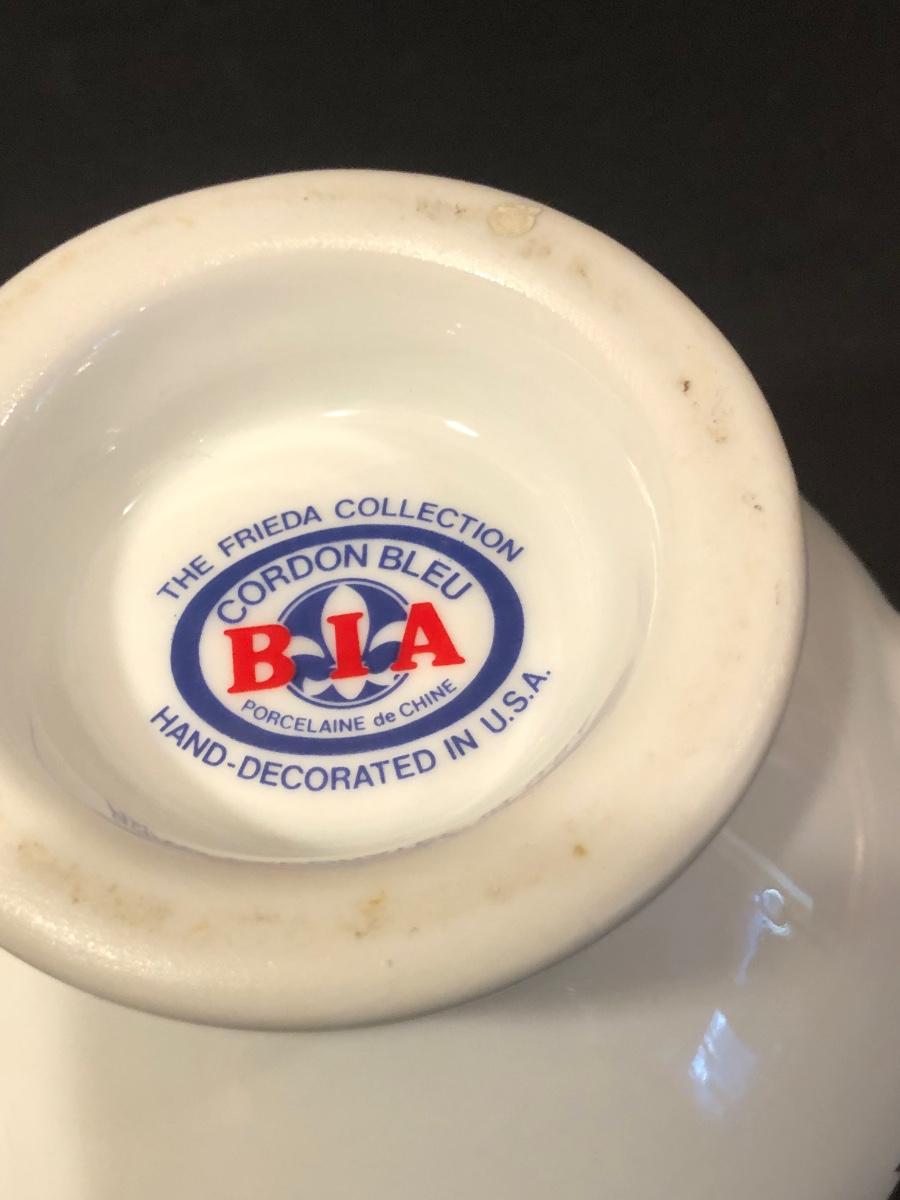 THE FRIEDA COLLECTION
CORDON BLEU
BIA
PORCELAINE de CHINE
HAND-DECORATED IN U.S.A.